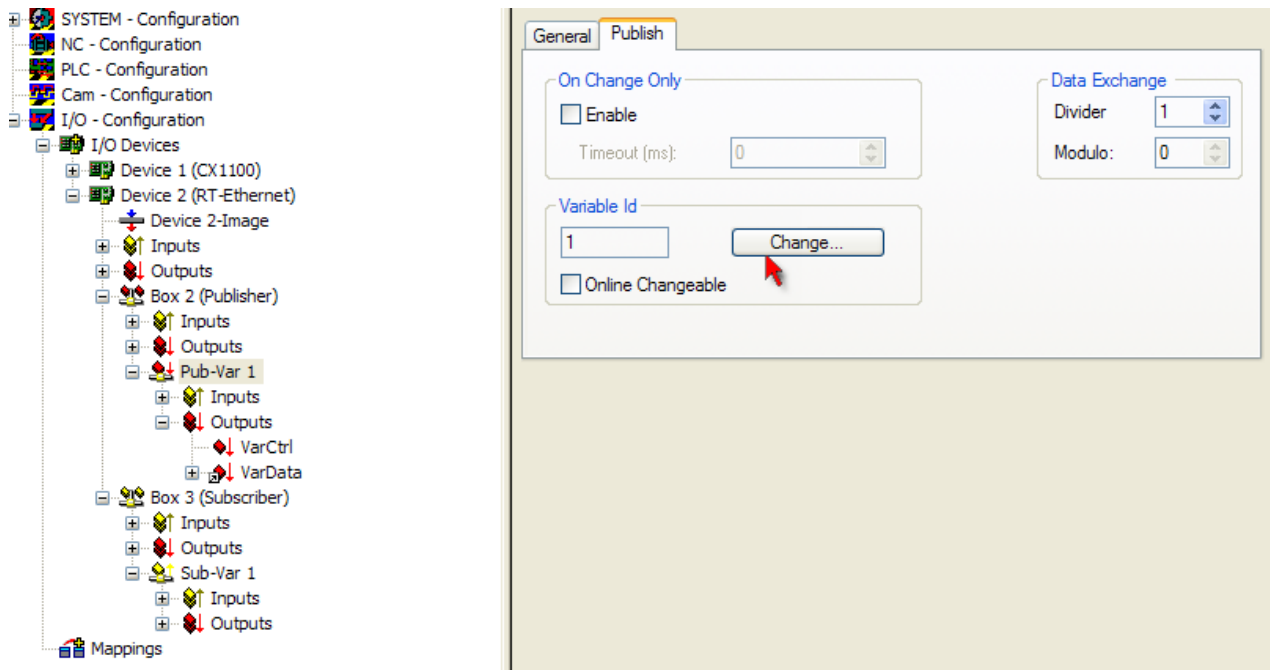 SYSTEM - Configuration
NC - Configuration
PLC - Configuration
Cam - Configuration
I/O - Configuration
I/O Devices
Device 1 (CX1100)
Device 2 (RT-Ethernet)
Device 2-Image
Inputs
Outputs
Box 2 (Publisher)
Inputs
Outputs
Pub-Var 1
Inputs
Outputs
VarCtrl
VarData
Box 3 (Subscriber)
Inputs
Outputs
Sub-Var 1
Inputs
Outputs
Mappings
General Publish
On Change Only
Enable
Timeout (ms): 0
Variable Id
1 Change...
Online Changeable
Data Exchange
Divider 1
Modulo: 0